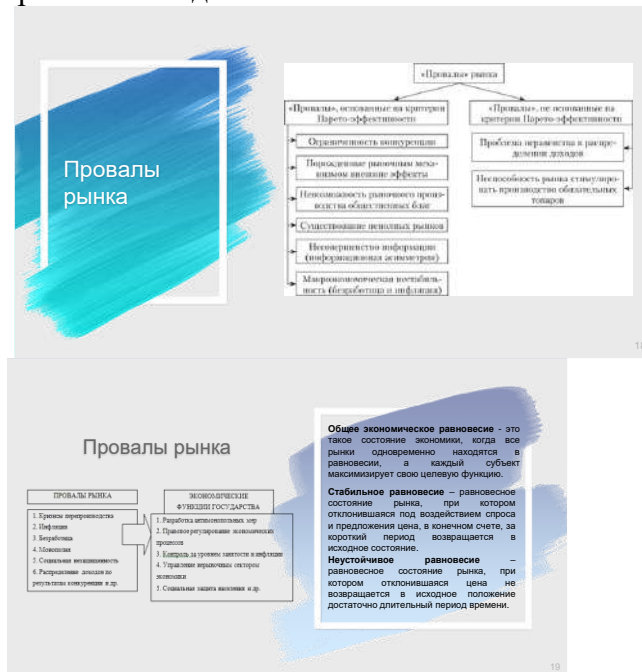 Провалы
рынка
«Провалы» рынка
«Провалы», основанные на критерии
Парето-эффективности
Ограниченность конкуренции
Порожденные рыночным меха-
низмом внешние эффекты
Невозможность рыночного произ-
водства общественных благ
Существование неполных рынков
Несовершенство информации
(информационная асимметрия)
Макроэкономическая нестабиль-
ность (безработица и инфляция)
«Провалы», не основанные на
критерии Парето-эффективности
Проблема неравенства в распре-
делении доходов
Неспособность рынка стимулиро-
вать производство обязательных
товаров
Провалы рынка
ПРОВАЛЫ РЫНКА
1. Кризисы перепроизводства
2. Инфляция
3. Безработица
4. Монополия
5. Социальная незащищенность
6. Распределение доходов по
результатам конкуренции и др.
ЭКОНОМИЧЕСКИЕ
ФУНКЦИИ ГОСУДАРСТВА
1. Разработка антимонопольных мер
2. Правовое регулирование экономических
процессов
3. Контроль за уровнем занятости и инфляции
4. Управление нерыночным сектором
экономики
5. Социальная защита населения и др.
Общее экономическое равновесие - это
такое состояние экономики, когда все
рынки одновременно находятся в
равновесии, а каждый субъект
максимизирует свою целевую функцию.
Стабильное равновесие – равновесное
состояние рынка, при котором
отклонившаяся под воздействием спроса
и предложения цена, в конечном счете, за
короткий период возвращается в
исходное состояние.
Неустойчивое равновесие –
равновесное состояние рынка, при
котором отклонившаяся цена не
возвращается в исходное положение
достаточно длительный период времени.
19